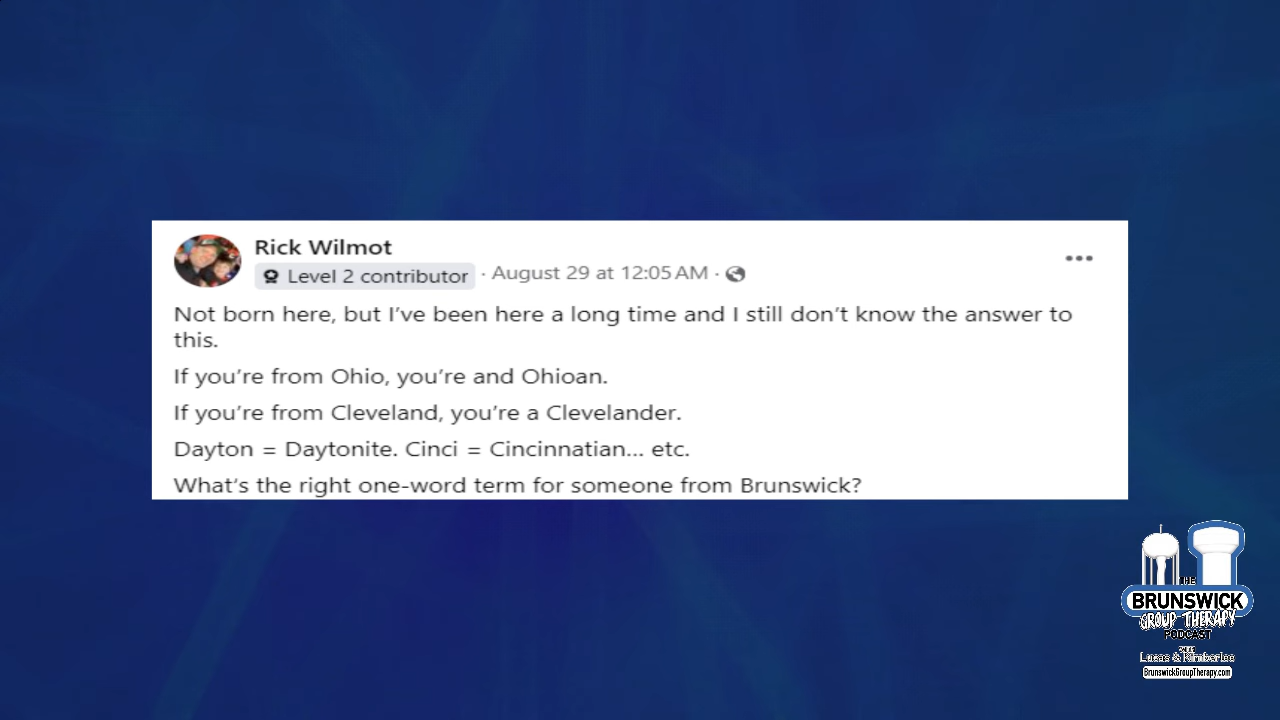 Rick Wilmot
Level 2 contributor · August 29 at 12:05 AM ·
Not born here, but I've been here a long time and I still don't know the answer to
this.
If you're from Ohio, you're and Ohioan.
If you're from Cleveland, you're a Clevelander.
Dayton = Daytonite. Cinci = Cincinnatian... etc.
What's the right one-word term for someone from Brunswick?
THE
BRUNSWICK
GROUP THERAPY
PODCAST
Lucas & Kimberlee
BrunswickGroupTherapy.com